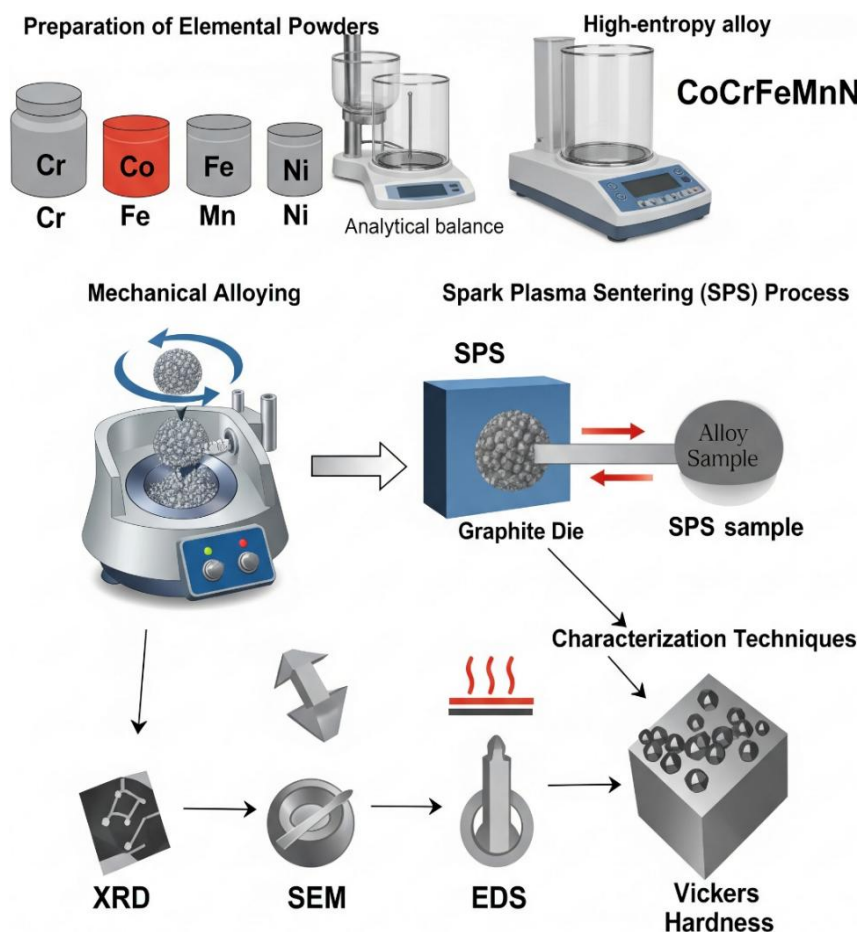 Preparation of Elemental Powders
High-entropy alloy
CoCrFeMnN
Cr
Co
Fe
Ni
Cr
Fe
Mn
Ni
Analytical balance
Mechanical Alloying
Spark Plasma Sentering (SPS) Process
SPS
Alloy
Sample
Graphite Die
SPS sample
Characterization Techniques
XRD
SEM
EDS
Vickers
Hardness